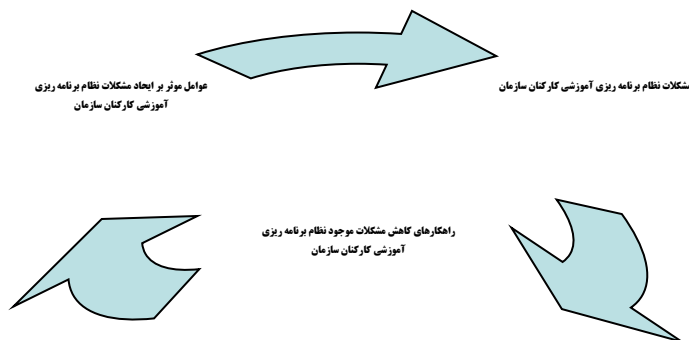 مشکلات نظام برنامه ریزی آموزشی کارکنان سازمان
عوامل موثر بر ایجاد مشکلات نظام برنامه ریزی
آموزشی کارکنان سازمان
راهکارهای کاهش مشکلات موجود نظام برنامه ریزی
آموزشی کارکنان سازمان